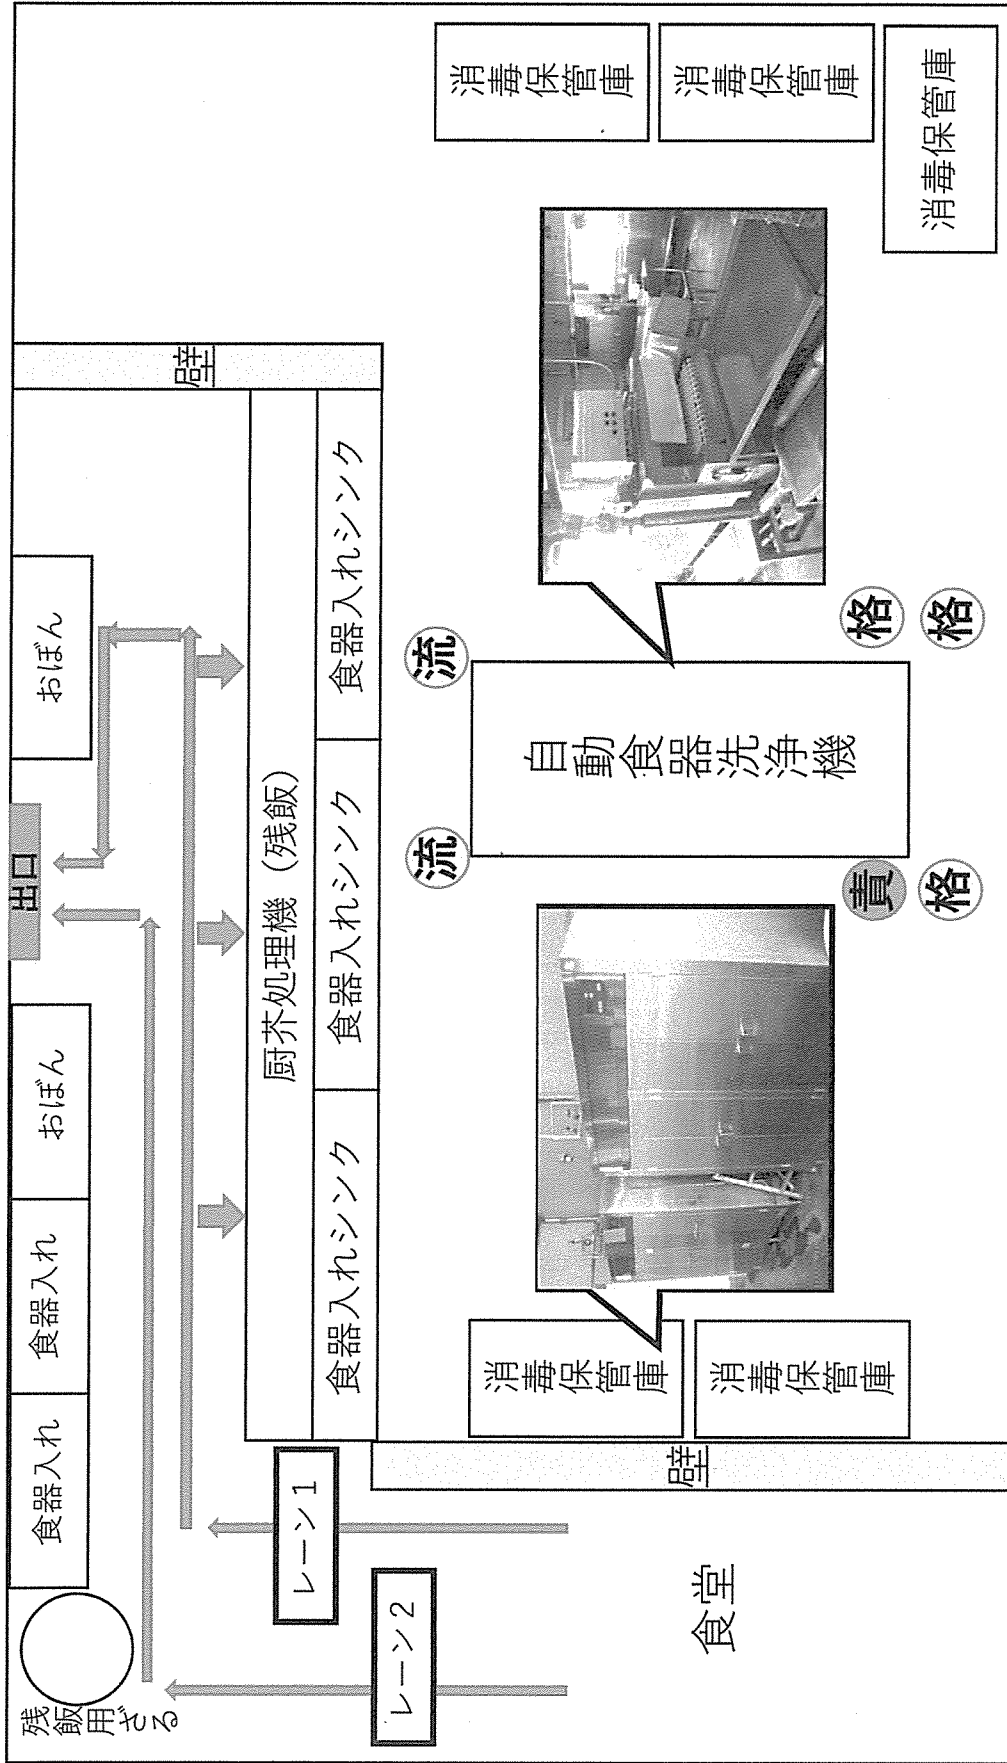 残飯用ざる
食器入れ
食器入れ
おぼん
出口
おぼん
レーン2
レーン1
壁
厨芥処理機（残飯）
食器入れシンク
食器入れシンク
食器入れシンク
流
流
食堂
壁
消毒保管庫
消毒保管庫
自動食器洗浄機
責
格
格
格
消毒保管庫
消毒保管庫
消毒保管庫